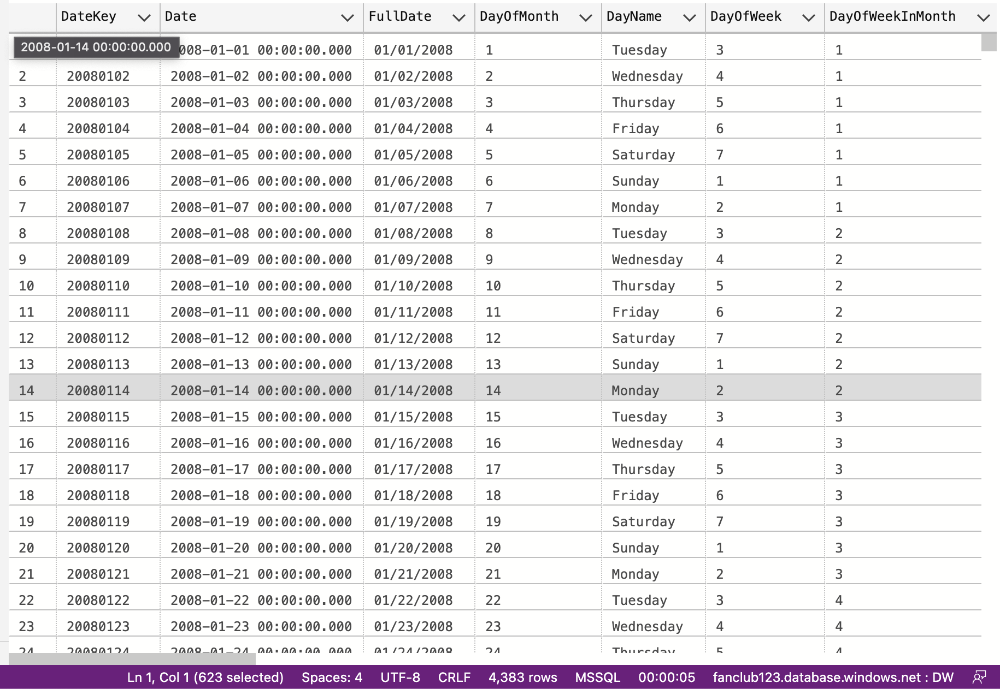 DateKey Date FullDate DayOfMonth DayName DayOfWeek DayOfWeekInMonth
2008-01-14 00:00:00.000 008-01-01 00:00:00.000 01/01/2008 1 Tuesday 3 1
2 20080102 2008-01-02 00:00:00.000 01/02/2008 2 Wednesday 4 1
3 20080103 2008-01-03 00:00:00.000 01/03/2008 3 Thursday 5 1
4 20080104 2008-01-04 00:00:00.000 01/04/2008 4 Friday 6 1
5 20080105 2008-01-05 00:00:00.000 01/05/2008 5 Saturday 7 1
6 20080106 2008-01-06 00:00:00.000 01/06/2008 6 Sunday 1 1
7 20080107 2008-01-07 00:00:00.000 01/07/2008 7 Monday 2 1
8 20080108 2008-01-08 00:00:00.000 01/08/2008 8 Tuesday 3 2
9 20080109 2008-01-09 00:00:00.000 01/09/2008 9 Wednesday 4 2
10 20080110 2008-01-10 00:00:00.000 01/10/2008 10 Thursday 5 2
11 20080111 2008-01-11 00:00:00.000 01/11/2008 11 Friday 6 2
12 20080112 2008-01-12 00:00:00.000 01/12/2008 12 Saturday 7 2
13 20080113 2008-01-13 00:00:00.000 01/13/2008 13 Sunday 1 2
14 20080114 2008-01-14 00:00:00.000 01/14/2008 14 Monday 2 2
15 20080115 2008-01-15 00:00:00.000 01/15/2008 15 Tuesday 3 3
16 20080116 2008-01-16 00:00:00.000 01/16/2008 16 Wednesday 4 3
17 20080117 2008-01-17 00:00:00.000 01/17/2008 17 Thursday 5 3
18 20080118 2008-01-18 00:00:00.000 01/18/2008 18 Friday 6 3
19 20080119 2008-01-19 00:00:00.000 01/19/2008 19 Saturday 7 3
20 20080120 2008-01-20 00:00:00.000 01/20/2008 20 Sunday 1 3
21 20080121 2008-01-21 00:00:00.000 01/21/2008 21 Monday 2 3
22 20080122 2008-01-22 00:00:00.000 01/22/2008 22 Tuesday 3 4
23 20080123 2008-01-23 00:00:00.000 01/23/2008 23 Wednesday 4 4
24 20080124 2008-01-24 00:00:00.000 01/24/2008 24 Thursday 5 4
Ln 1, Col 1 (623 selected) Spaces: 4 UTF-8 CRLF 4,383 rows MSSQL 00:00:05 fanclub123.database.windows.net : DW